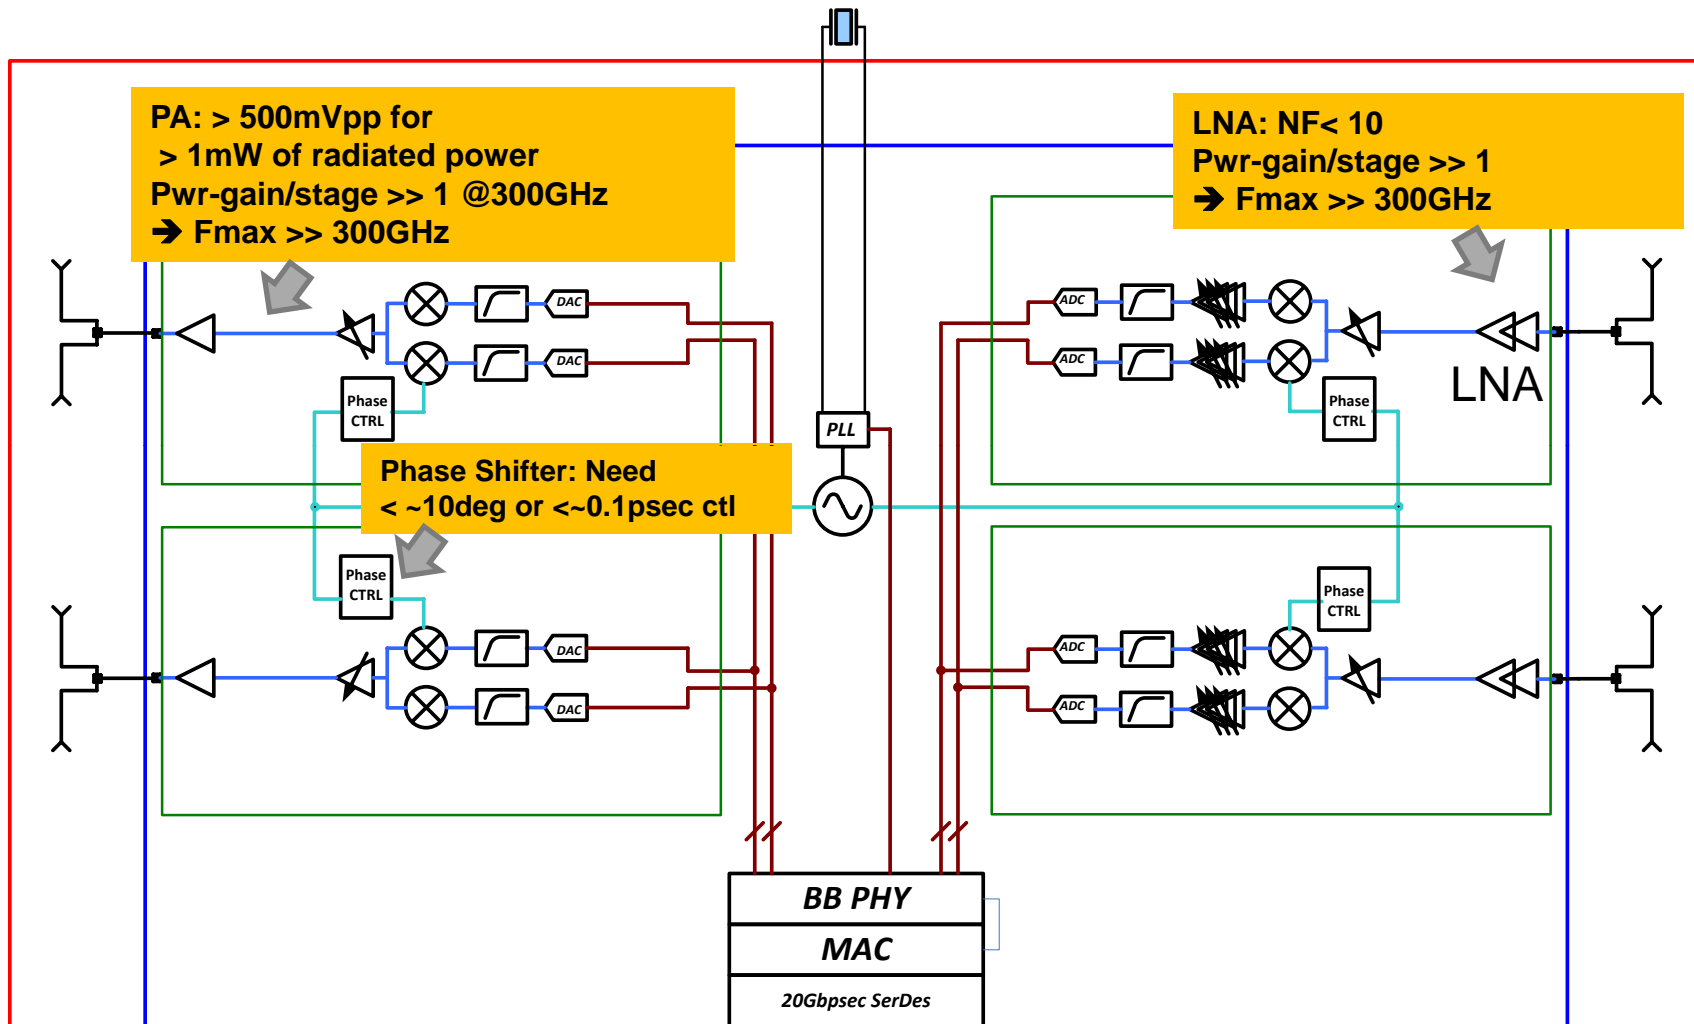 PA: > 500mVpp for
> 1mW of radiated power
Pwr-gain/stage >> 1 @300GHz
➔ Fmax >> 300GHz
LNA: NF< 10
Pwr-gain/stage >> 1
➔ Fmax >> 300GHz
DAC
DAC
ADC
ADC
Phase
CTRL
Phase
CTRL
LNA
PLL
Phase Shifter: Need
< ~10deg or <~0.1psec ctl
Phase
CTRL
Phase
CTRL
DAC
DAC
ADC
ADC
BB PHY
MAC
20Gbpsec SerDes